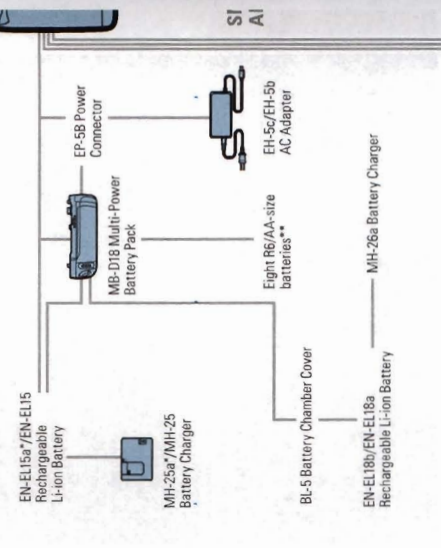 SI
AI
EP-5B Power
Connector
EH-5c/EH-5b
AC Adapter
MB-D18 Multi-Power
Battery Pack
Eight R6/AA-size
batteries**
MH-26a Battery Charger
EN-EL15a*/EN-EL15
Rechargeable
Li-ion Battery
MH-25a*/MH-25
Battery Charger
BL-5 Battery Chamber Cover
EN-EL18b/EN-EL18a
Rechargeable Li-ion Battery